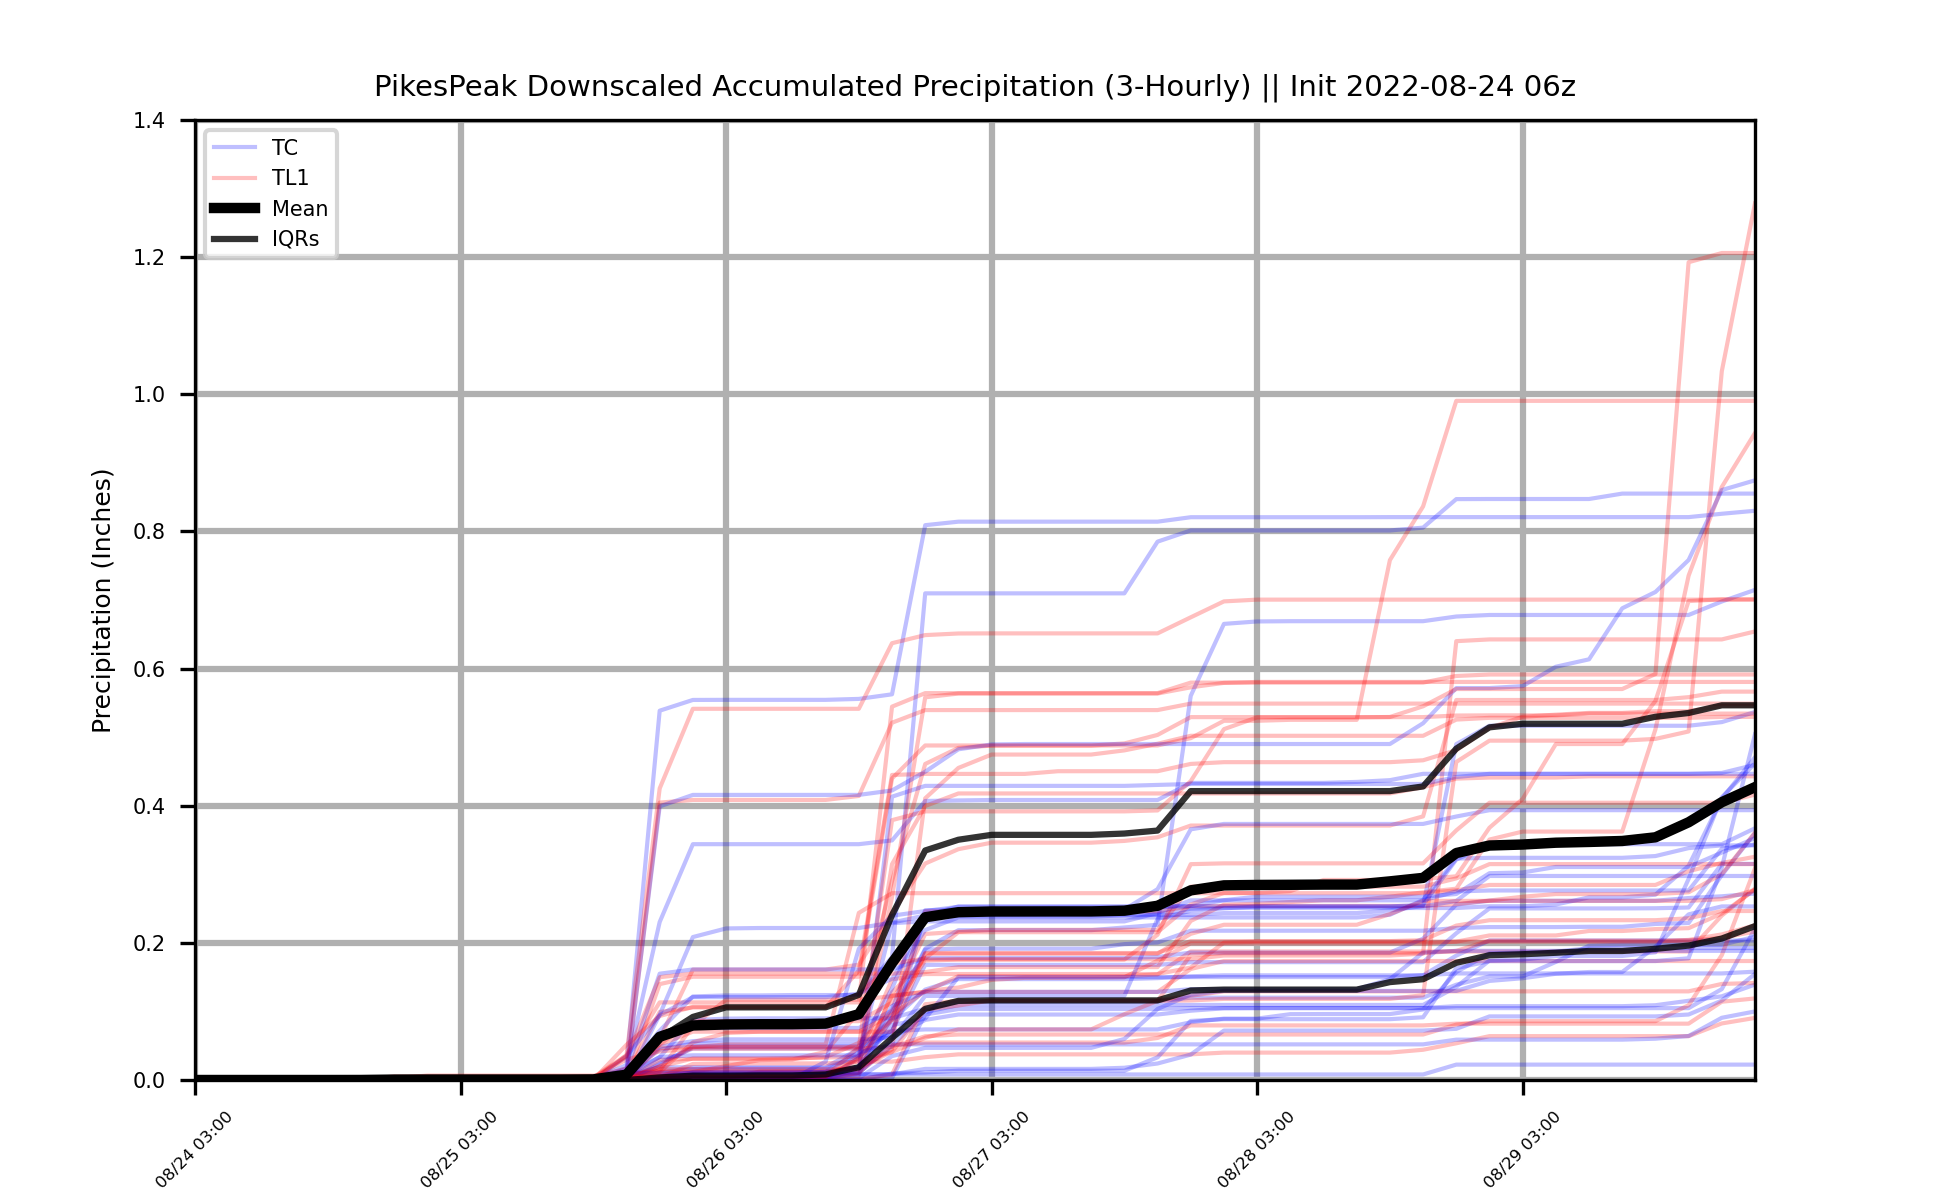 PikesPeak Downscaled Accumulated Precipitation (3-Hourly) || Init 2022-08-24 06z
TC
TL1
Mean
IQRs
Precipitation (Inches)
1.4
1.2
1.0
0.8
0.6
0.4
0.2
0.0
08/24 03:00
08/25 03:00
08/26 03:00
08/27 03:00
08/28 03:00
08/29 03:00